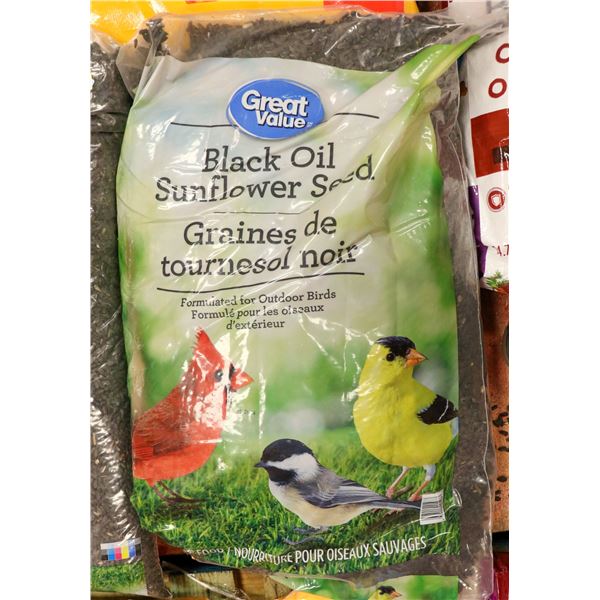 Great
Value
Black Oil
Sunflower Seed
Graines de
tournesol noir
Formulated for Outdoor Birds
Formulé pour les oiseaux
d'extérieur
FOOD / NOURRITURE POUR OISEAUX SAUVAGES